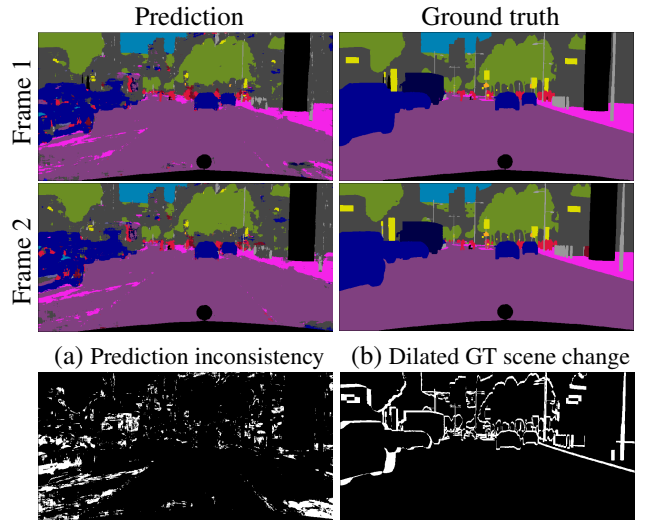 Prediction
Ground truth
Frame 1
Frame 2
(a) Prediction inconsistency
(b) Dilated GT scene change